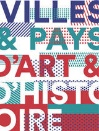 VILLES
& PAYS
D'ART &
D'HISTO
OIRE